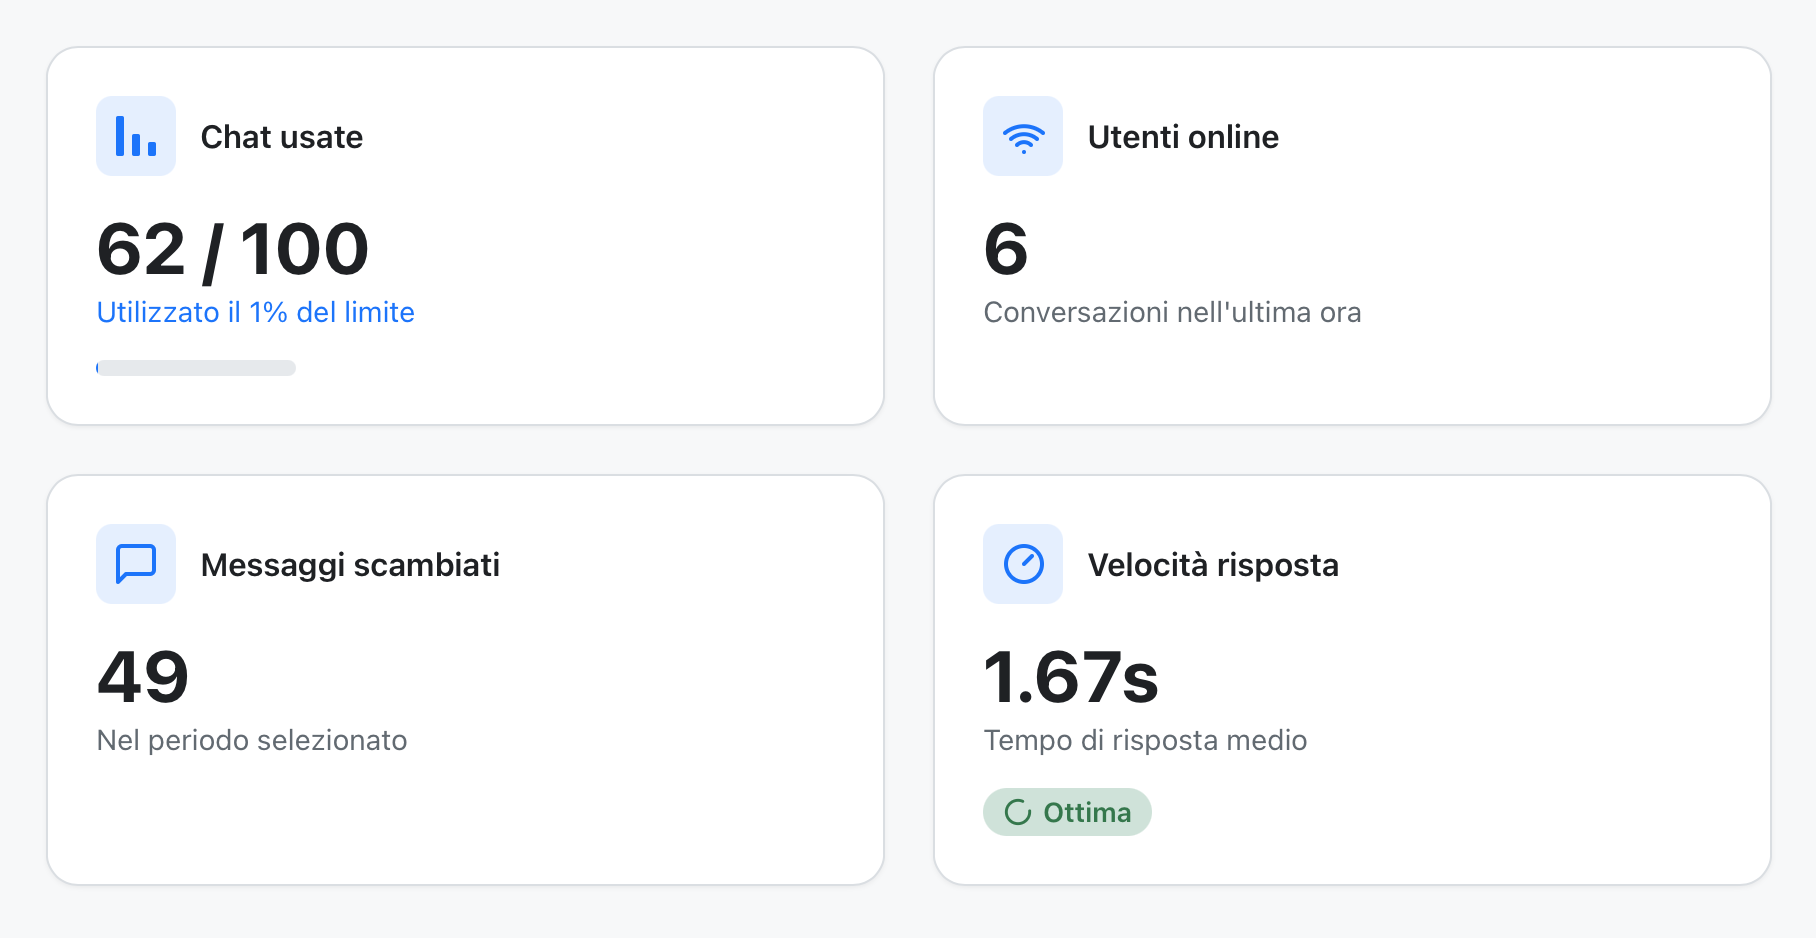 Chat usate
62 / 100
Utilizzato il 1% del limite
Utenti online
6
Conversazioni nell'ultima ora
Messaggi scambiati
49
Nel periodo selezionato
Velocità risposta
1.67s
Tempo di risposta medio
Ottima